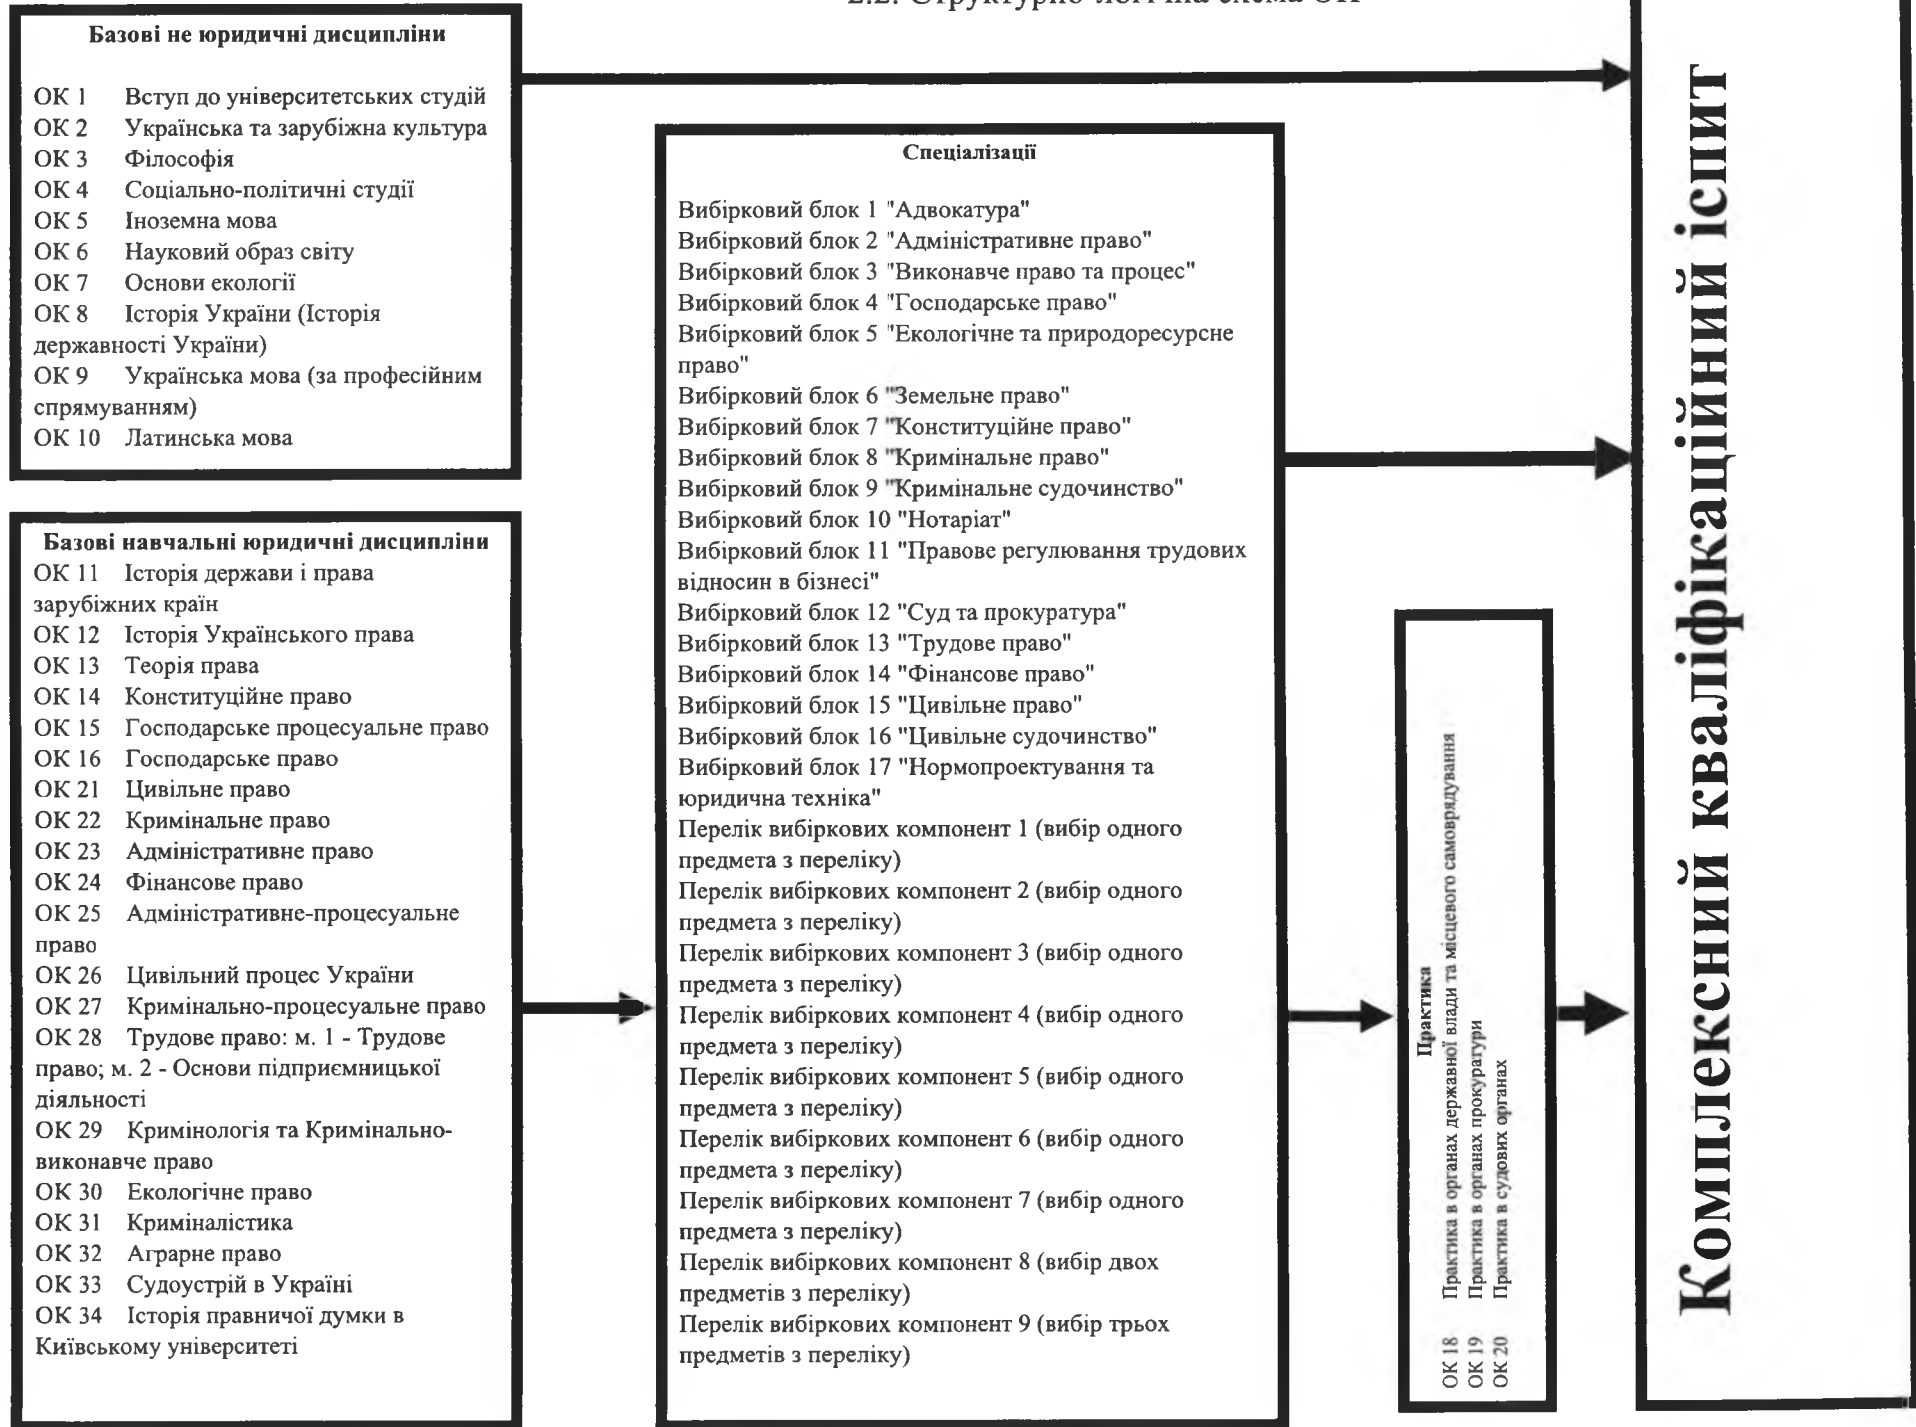 2.2. Структурно-логічна схема ОП
Базові не юридичні дисципліни
ОК 1 Вступ до університетських студій
ОК 2 Українська та зарубіжна культура
ОК 3 Філософія
ОК 4 Соціально-політичні студії
ОК 5 Іноземна мова
ОК 6 Науковий образ світу
ОК 7 Основи екології
ОК 8 Історія України (Історія
державності України)
ОК 9 Українська мова (за професійним
спрямуванням)
ОК 10 Латинська мова
Базові навчальні юридичні дисципліни
ОК 11 Історія держави і права
зарубіжних країн
ОК 12 Історія Українського права
ОК 13 Теорія права
ОК 14 Конституційне право
ОК 15 Господарське процесуальне право
ОК 16 Господарське право
ОК 21 Цивільне право
ОК 22 Кримінальне право
ОК 23 Адміністративне право
ОК 24 Фінансове право
ОК 25 Адміністративне-процесуальне
право
ОК 26 Цивільний процес України
ОК 27 Кримінально-процесуальне право
ОК 28 Трудове право: м. 1 - Трудове
право; м. 2 - Основи підприємницької
діяльності
ОК 29 Кримінологія та Кримінально-
виконавче право
ОК 30 Екологічне право
ОК 31 Криміналістика
ОК 32 Аграрне право
ОК 33 Судоустрій в Україні
ОК 34 Історія правничої думки в
Київському університеті
Спеціалізації
Вибірковий блок 1 "Адвокатура"
Вибірковий блок 2 "Адміністративне право"
Вибірковий блок 3 "Виконавче право та процес"
Вибірковий блок 4 "Господарське право"
Вибірковий блок 5 "Екологічне та природоресурсне
право"
Вибірковий блок 6 "Земельне право"
Вибірковий блок 7 "Конституційне право"
Вибірковий блок 8 "Кримінальне право"
Вибірковий блок 9 "Кримінальне судочинство"
Вибірковий блок 10 "Нотаріат"
Вибірковий блок 11 "Правове регулювання трудових
відносин в бізнесі"
Вибірковий блок 12 "Суд та прокуратура"
Вибірковий блок 13 "Трудове право"
Вибірковий блок 14 "Фінансове право"
Вибірковий блок 15 "Цивільне право"
Вибірковий блок 16 "Цивільне судочинство"
Вибірковий блок 17 "Нормопроектування та
юридична техніка"
Перелік вибіркових компонент 1 (вибір одного
предмета з переліку)
Перелік вибіркових компонент 2 (вибір одного
предмета з переліку)
Перелік вибіркових компонент 3 (вибір одного
предмета з переліку)
Перелік вибіркових компонент 4 (вибір одного
предмета з переліку)
Перелік вибіркових компонент 5 (вибір одного
предмета з переліку)
Перелік вибіркових компонент 6 (вибір одного
предмета з переліку)
Перелік вибіркових компонент 7 (вибір одного
предмета з переліку)
Перелік вибіркових компонент 8 (вибір двох
предметів з переліку)
Перелік вибіркових компонент 9 (вибір трьох
предметів з переліку)
Практика
ОК 18 Практика в органах державної влади та місцевого самоврядування
ОК 19 Практика в органах прокуратури
ОК 20 Практика в судових органах
Комплексний кваліфікаційний іспит